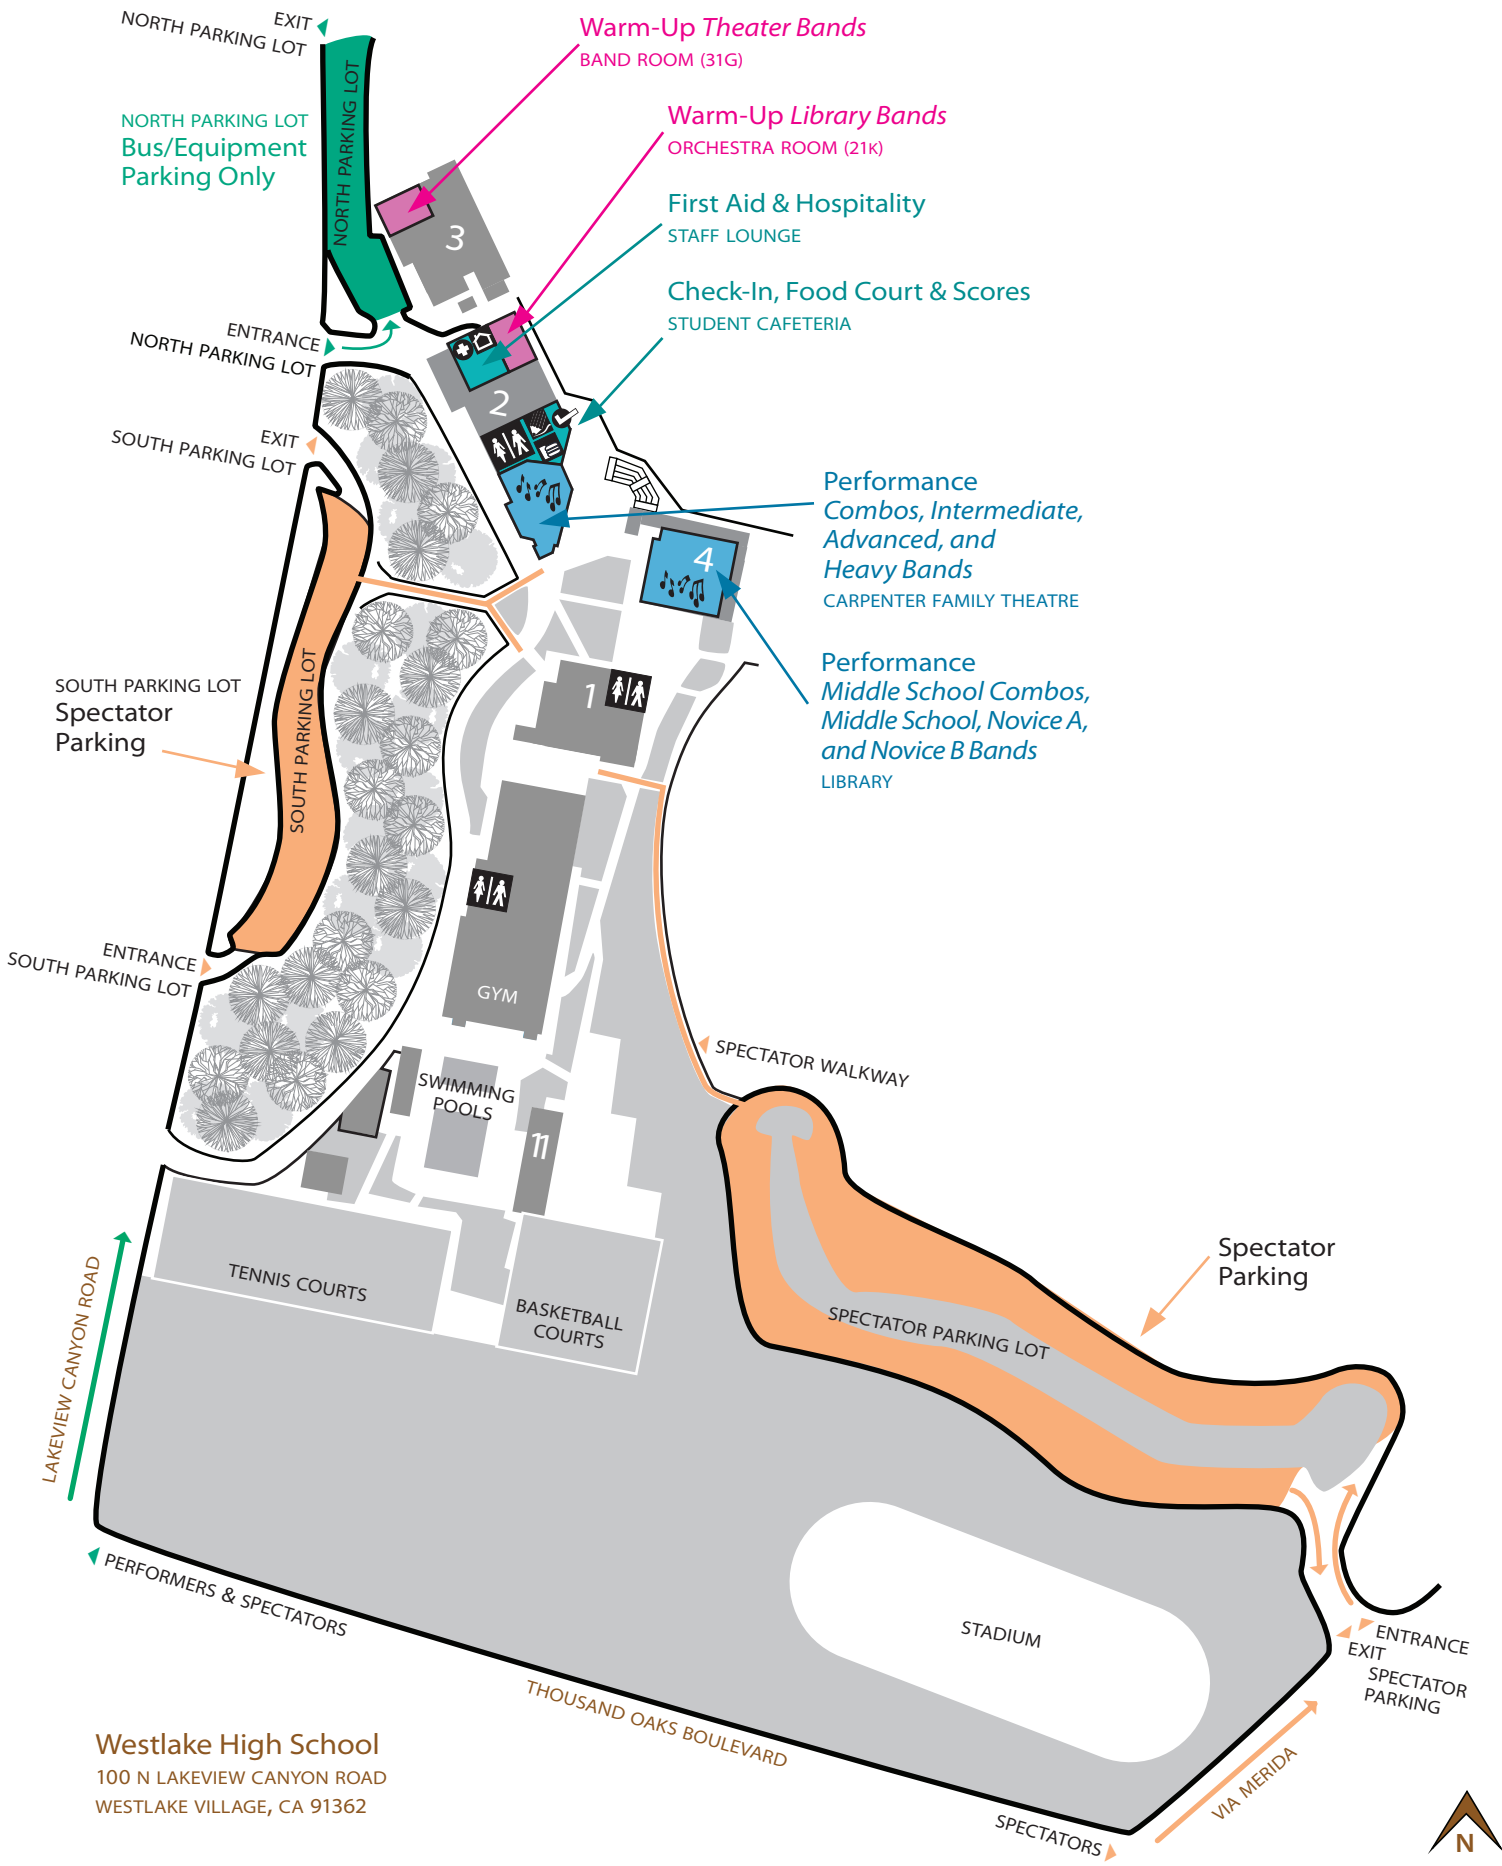 EXIT
NORTH PARKING LOT
NORTH PARKING LOT
Bus/Equipment
Parking Only
NORTH PARKING LOT
Warm-Up Theater Bands
BAND ROOM (31G)
Warm-Up Library Bands
ORCHESTRA ROOM (21K)
First Aid & Hospitality
STAFF LOUNGE
Check-In, Food Court & Scores
STUDENT CAFETERIA
3
ENTRANCE
NORTH PARKING LOT
2
EXIT
SOUTH PARKING LOT
Performance
Combos, Intermediate,
Advanced, and
Heavy Bands
CARPENTER FAMILY THEATRE
4
Performance
Middle School Combos,
Middle School, Novice A,
and Novice B Bands
LIBRARY
1
SOUTH PARKING LOT
Spectator
Parking
SOUTH PARKING LOT
ENTRANCE
SOUTH PARKING LOT
GYM
SPECTATOR WALKWAY
SWIMMING
POOLS
11
TENNIS COURTS
BASKETBALL
COURTS
Spectator
Parking
SPECTATOR PARKING LOT
LAKEVIEW CANYON ROAD
PERFORMERS & SPECTATORS
STADIUM
ENTRANCE
EXIT
SPECTATOR
PARKING
THOUSAND OAKS BOULEVARD
VIA MERIDA
SPECTATORS
Westlake High School
100 N LAKEVIEW CANYON ROAD
WESTLAKE VILLAGE, CA 91362
N